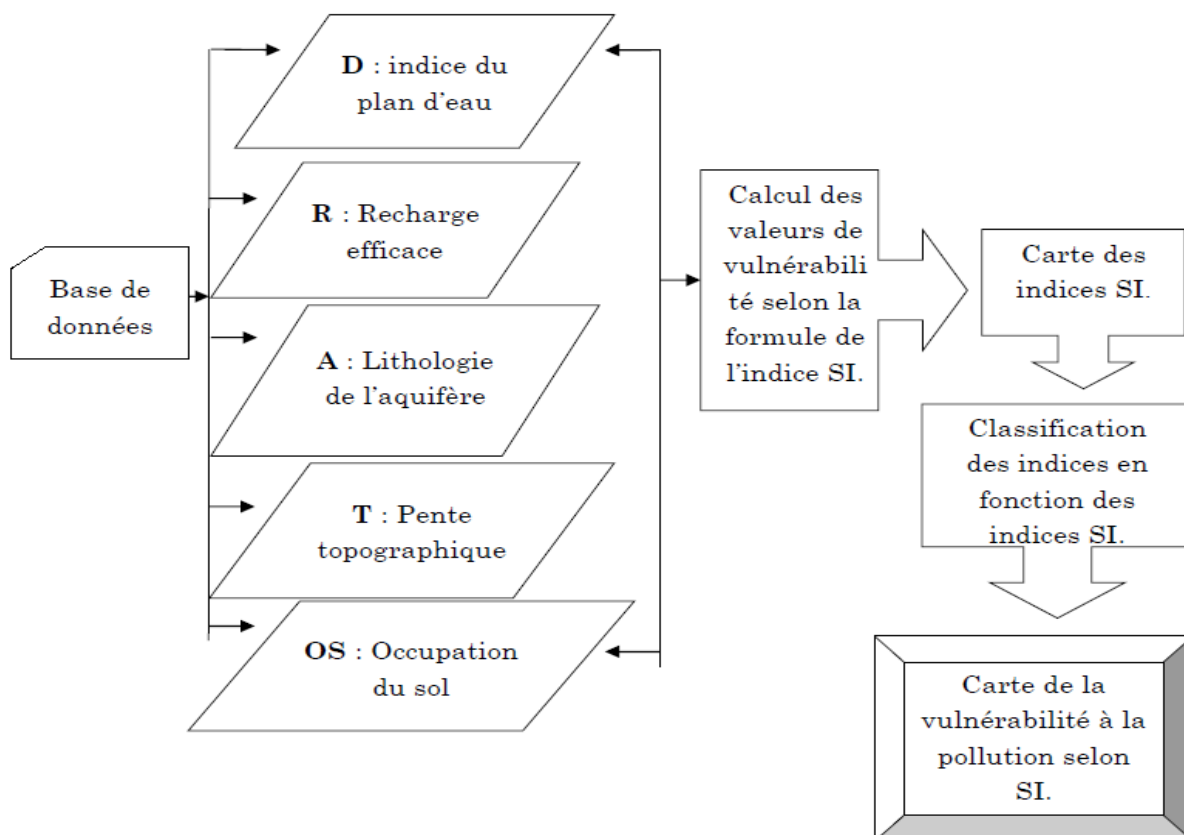 D : indice du
plan d'eau
R : Recharge
efficace
Base de
données
A : Lithologie
de l'aquifère
T : Pente
topographique
OS : Occupation
du sol
Calcul des
valeurs de
vulnérabili
té selon la
formule de
l'indice SI.
Carte des
indices SI.
Classification
des indices en
fonction des
indices SI.
Carte de la
vulnérabilité à la
pollution selon
SI.